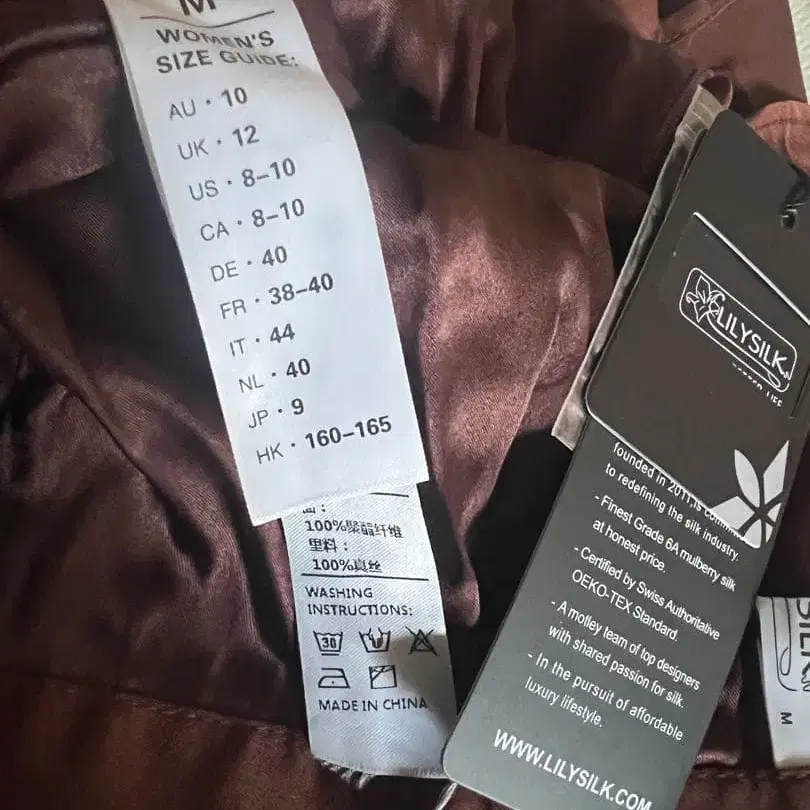 M
WOMEN'S
SIZE GUIDE:
AU · 10
UK · 12
US · 8–10
CA · 8–10
DE · 40
FR · 38–40
IT · 44
NL · 40
JP · 9
HK · 160–165
面：
100%聚酯纤维
里料：
100%真丝
WASHING
INSTRUCTIONS:
30
MADE IN CHINA
LILYSILK
founded in 2011, is
to redefining the silk industry.
- Finest Grade 6A mulberry silk
at honest price.
- Certified by Swiss Authoritative
OEKO-TEX Standard.
- A motley team of top designers
with shared passion for silk.
- In the pursuit of affordable
luxury lifestyle.
WWW.LILYSILK.COM
M